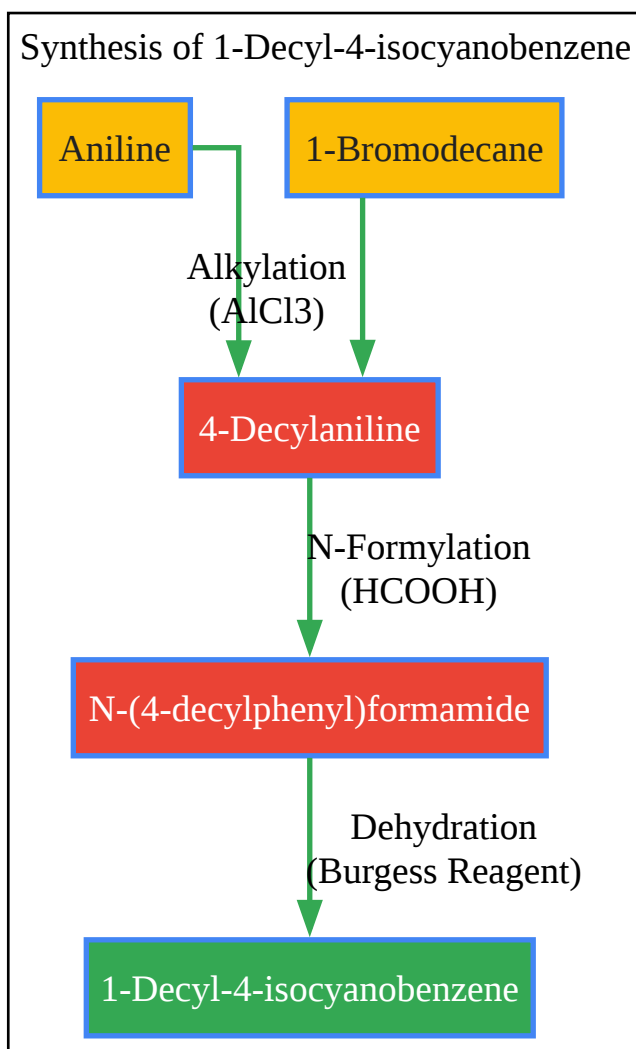 Synthesis of 1-Decyl-4-isocyanobenzene
Aniline
1-Bromodecane
Alkylation
(AlCl3)
4-Decylaniline
N-Formylation
(HCOOH)
N-(4-decylphenyl)formamide
Dehydration
(Burgess Reagent)
1-Decyl-4-isocyanobenzene